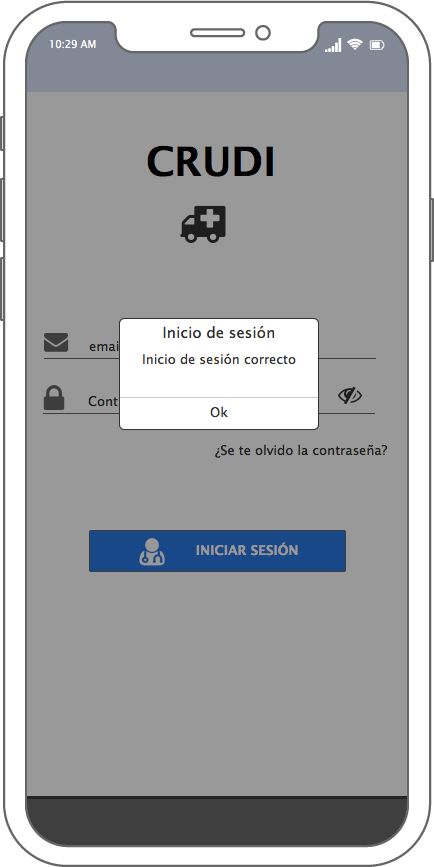 10:29 AM
CRUDI
Inicio de sesión
emai
Inicio de sesión correcto
Cont
Ok
¿Se te olvido la contraseña?
INICIAR SESIÓN